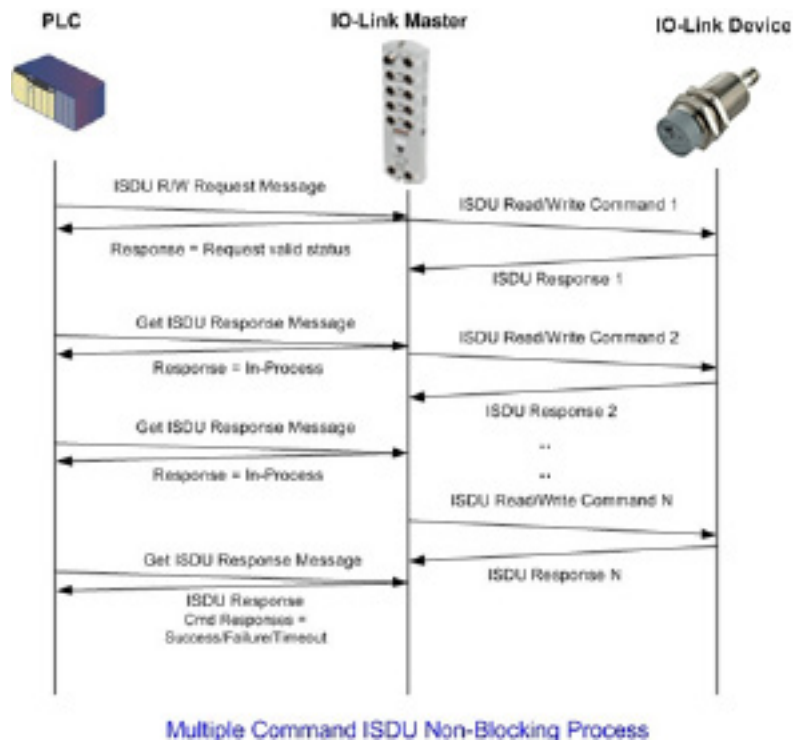 PLC
IO-Link Master
IO-Link Device
ISDU R/W Request Message
ISDU Read/Write Command 1
Response = Request valid status
ISDU Response 1
Get ISDU Response Message
ISDU Read/Write Command 2
Response = In-Process
ISDU Response 2
Get ISDU Response Message
..
Response = In-Process
..
ISDU Read/Write Command N
Get ISDU Response Message
ISDU Response N
ISDU Response
Cmd Responses =
Success/Failure/Timeout
Multiple Command ISDU Non-Blocking Process